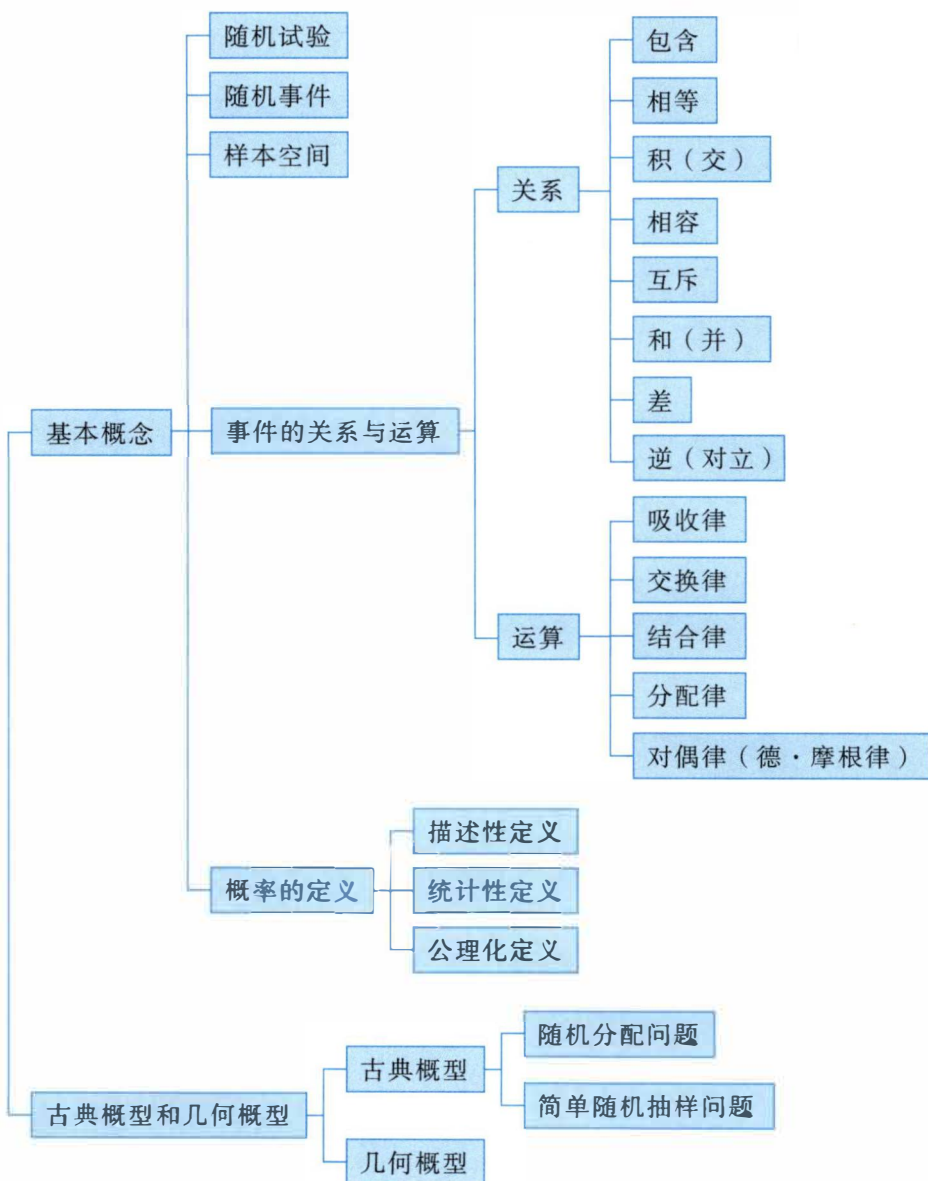 随机试验
随机事件
样本空间
基本概念
事件的关系与运算
关系
包含
相等
积（交）
相容
互斥
和（并）
差
逆（对立）
运算
吸收律
交换律
结合律
分配律
对偶律（德·摩根律）
概率的定义
描述性定义
统计性定义
公理化定义
古典概型和几何概型
古典概型
随机分配问题
简单随机抽样问题
几何概型